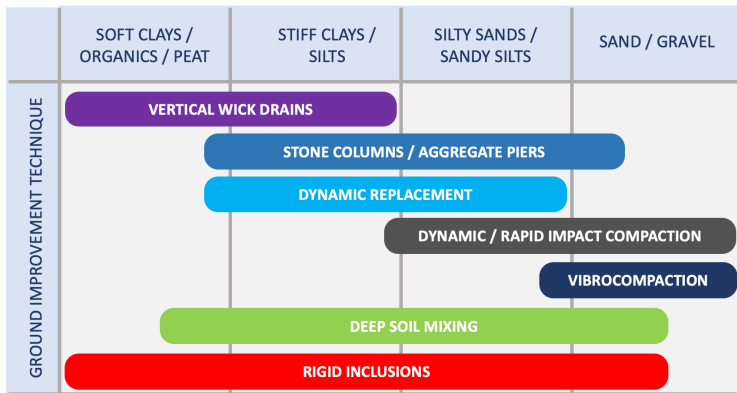 SOFT CLAYS /
ORGANICS / PEAT
STIFF CLAYS /
SILTS
SILTY SANDS /
SANDY SILTS
SAND / GRAVEL
GROUND IMPROVEMENT TECHNIQUE
VERTICAL WICK DRAINS
STONE COLUMNS / AGGREGATE PIERS
DYNAMIC REPLACEMENT
DYNAMIC / RAPID IMPACT COMPACTION
VIBROCOMPACTION
DEEP SOIL MIXING
RIGID INCLUSIONS